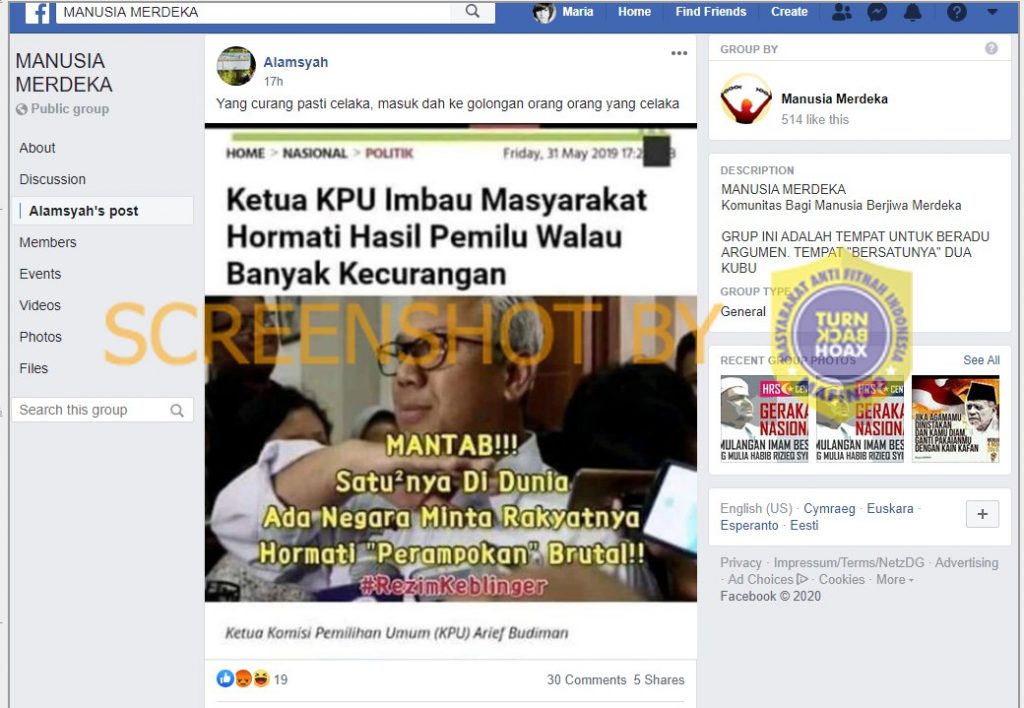 MANUSIA MERDEKA
Maria
Home
Find Friends
Create
MANUSIA
MERDEKA
Public group
About
Discussion
Alamsyah's post
Members
Events
Videos
Photos
Files
Search this group
Alamsyah
17h
Yang curang pasti celaka, masuk dah ke golongan orang orang yang celaka
HOME > NASIONAL > POLITIK
Friday, 31 May 2019 17:2
Ketua KPU Imbau Masyarakat
Hormati Hasil Pemilu Walau
Banyak Kecurangan
SCREENSHOT BY
MANTAB!!!
Satu²nya Di Dunia
Ada Negara Minta Rakyatnya
Hormati "Perampokan" Brutal!!
#RezimKeblinger
Ketua Komisi Pemilihan Umum (KPU) Arief Budiman
19
30 Comments 5 Shares
GROUP BY
Manusia Merdeka
514 like this
DESCRIPTION
MANUSIA MERDEKA
Komunitas Bagi Manusia Berjiwa Merdeka
GRUP INI ADALAH TEMPAT UNTUK BERADU
ARGUMEN. TEMPAT "BERSATUNYA" DUA
KUBU
GROUP TYPE
General
MASYARAKAT ANTI FITNAH INDONESIA
TURN
BACK
HOAX
MAFINDO
RECENT GROUP PHOTOS
See All
HRS CEN
GERAKA
NASION
MULANGAN IMAM BES
G MULIA HABIB RIZIEQ SYI
HRS CEN
GERAKA
NASION
MULANGAN IMAM BES
G MULIA HABIB RIZIEQ SYI
JIKA AGAMAMU
DINISTAKAN
DAN KAMU DIAM,
GANTI PAKAIANMU
DENGAN KAIN KAFAN
English (US) · Cymraeg · Euskara ·
Esperanto · Eesti
Privacy · Impressum/Terms/NetzDG · Advertising
· Ad Choices · Cookies · More
Facebook © 2020